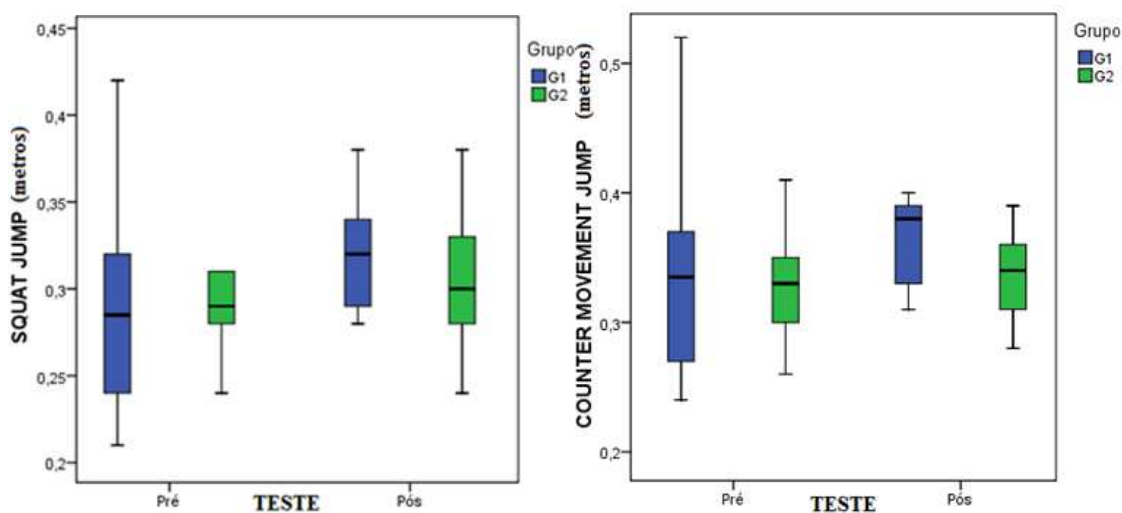 SQUAT JUMP (metros)
0,45
0,4
0,35
0,3
0,25
0,2
Pré
TESTE
Pós
Grupo
G1
G2
COUNTER MOVEMENT JUMP (metros)
0,5
0,4
0,3
0,2
Pré
TESTE
Pós
Grupo
G1
G2